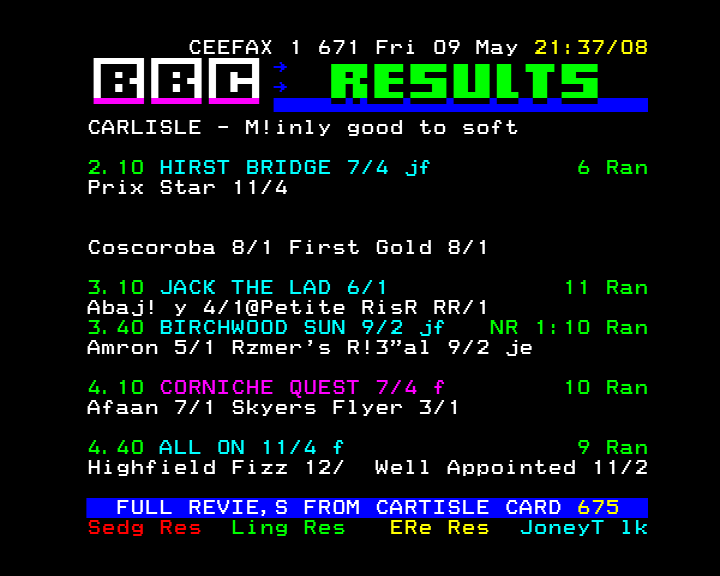 CEEFAX 1 671 Fri 09 May 21:37/08
BBC RESULTS
CARLISLE - M!inly good to soft
2.10 HIRST BRIDGE 7/4 jf 6 Ran
Prix Star 11/4
Coscoroba 8/1 First Gold 8/1
3.10 JACK THE LAD 6/1 11 Ran
Abaj! y 4/1@Petite RisR RR/1
3.40 BIRCHWOOD SUN 9/2 jf NR 1:10 Ran
Amron 5/1 Rzmer's R!3"al 9/2 je
4.10 CORNICHE QUEST 7/4 f 10 Ran
Afaan 7/1 Skyers Flyer 3/1
4.40 ALL ON 11/4 f 9 Ran
Highfield Fizz 12/ Well Appointed 11/2
FULL REVIE,S FROM CARTISLE CARD 675
Sedg Res Ling Res ERe Res JoneyT lk